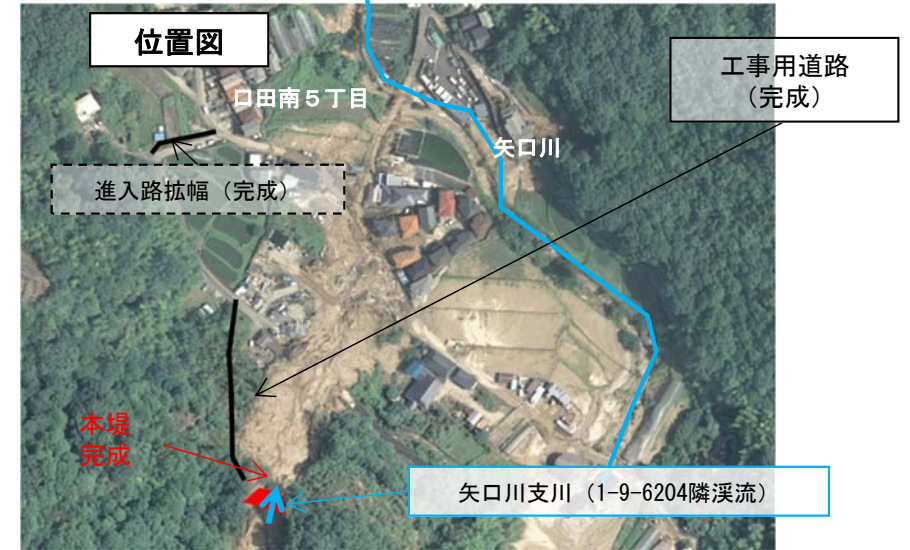 位置図
工事用道路
（完成）
口田南５丁目
矢口川
進入路拡幅（完成）
本堤
完成
矢口川支川（1-9-6204隣渓流）